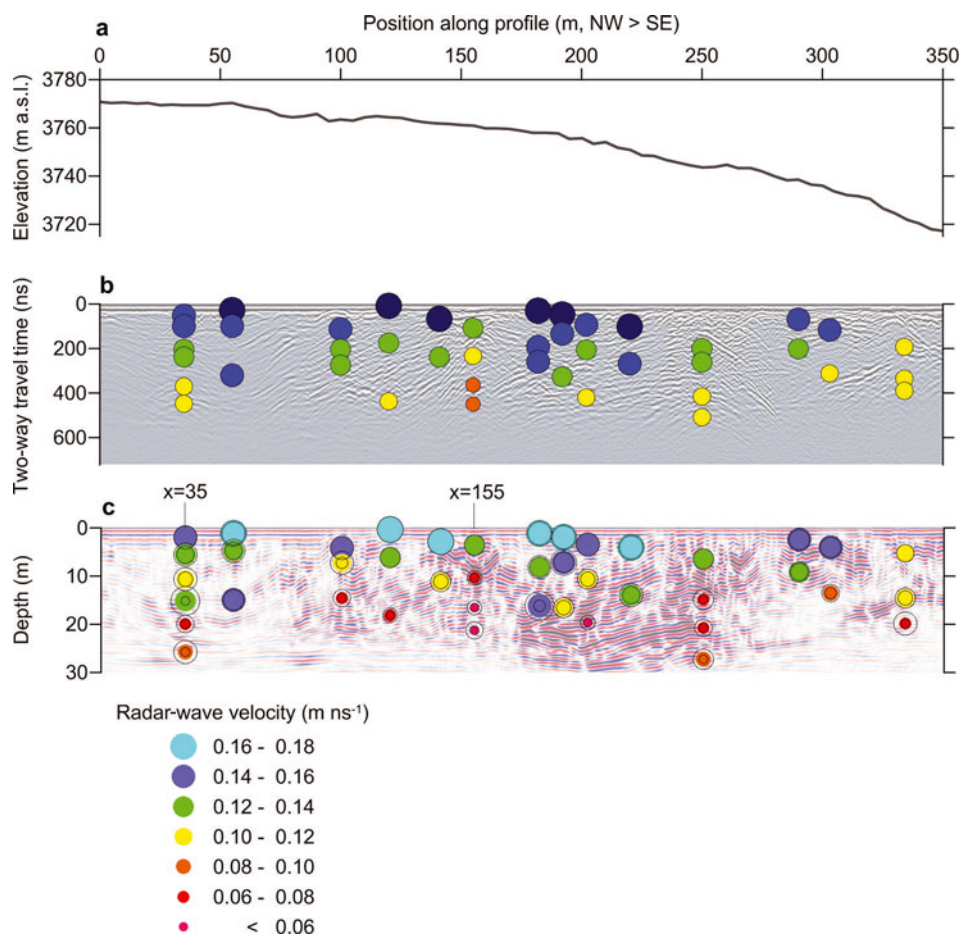 Position along profile (m, NW > SE)
a
0 50 100 150 200 250 300 350
Elevation (m a.s.l.)
3780
3760
3740
3720
b
Two-way travel time (ns)
0
200
400
600
x=35 x=155
c
Depth (m)
0
10
20
30
Radar-wave velocity (m ns⁻¹)
0.16 - 0.18
0.14 - 0.16
0.12 - 0.14
0.10 - 0.12
0.08 - 0.10
0.06 - 0.08
< 0.06